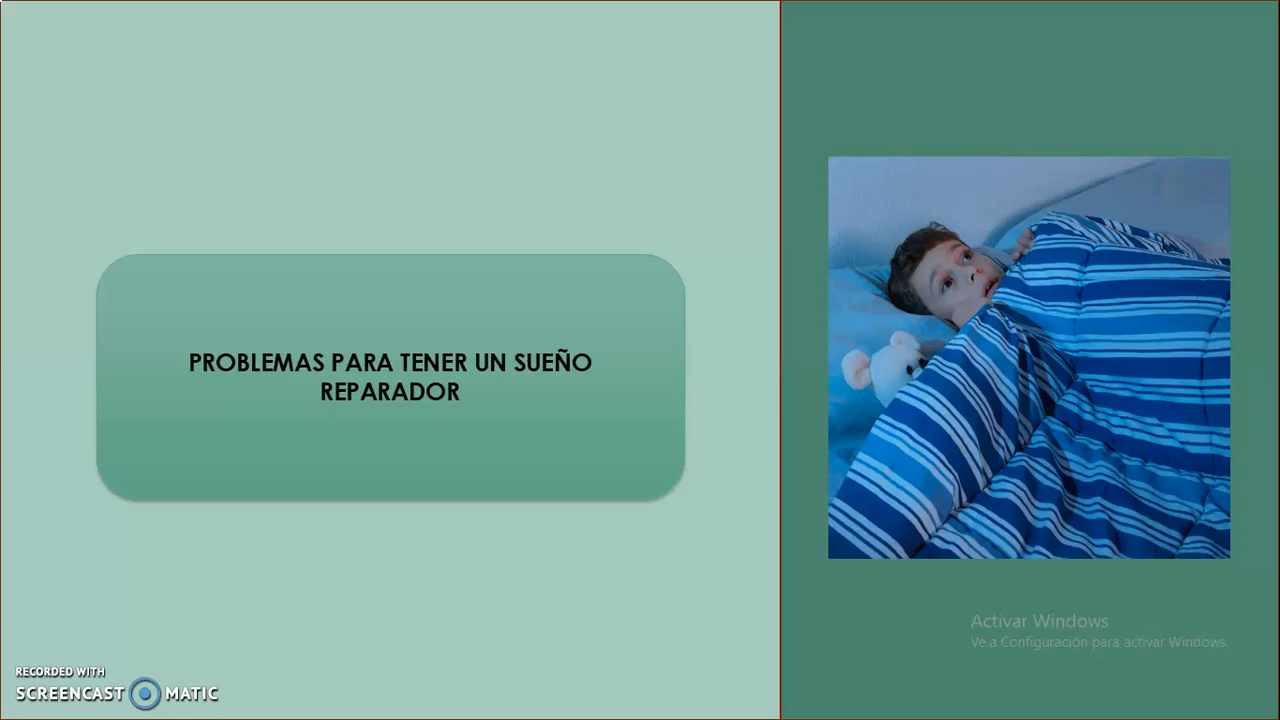 PROBLEMAS PARA TENER UN SUEÑO
REPARADOR
Activar Windows
Ve a Configuración para activar Windows.
RECORDED WITH
SCREENCAST MATIC